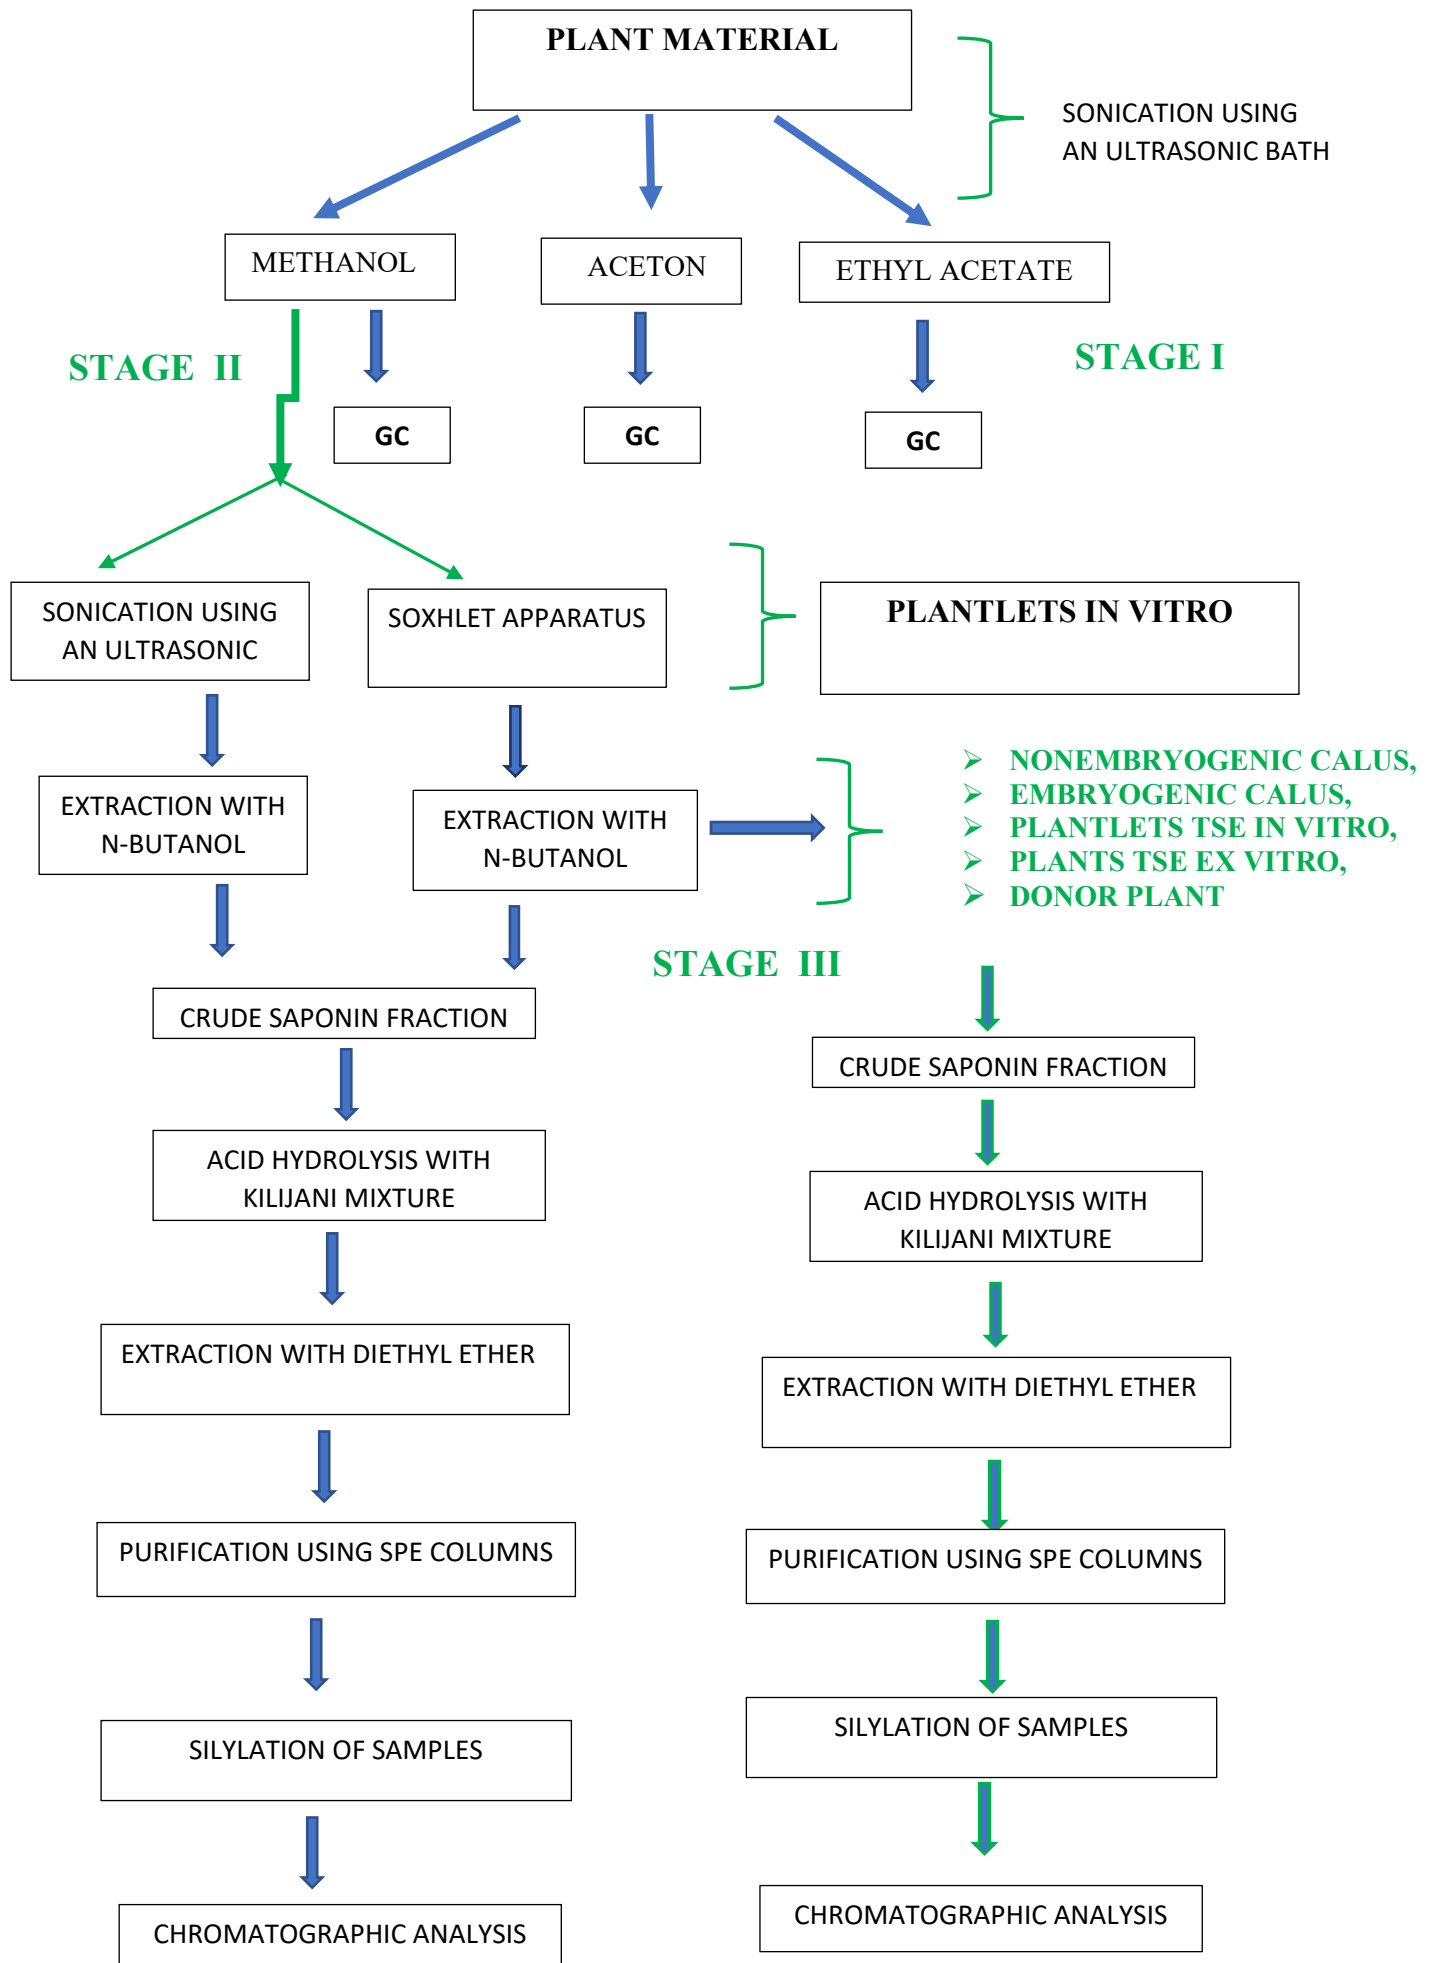 PLANT MATERIAL
SONICATION USING
AN ULTRASONIC BATH
METHANOL
ACETON
ETHYL ACETATE
STAGE II
STAGE I
GC
GC
GC
SONICATION USING
AN ULTRASONIC
SOXHLET APPARATUS
PLANTLETS IN VITRO
EXTRACTION WITH
N-BUTANOL
EXTRACTION WITH
N-BUTANOL
➢ NONEMBRYOGENIC CALUS,
➢ EMBRYOGENIC CALUS,
➢ PLANTLETS TSE IN VITRO,
➢ PLANTS TSE EX VITRO,
➢ DONOR PLANT
STAGE III
CRUDE SAPONIN FRACTION
ACID HYDROLYSIS WITH
KILIJANI MIXTURE
EXTRACTION WITH DIETHYL ETHER
PURIFICATION USING SPE COLUMNS
SILYLATION OF SAMPLES
CHROMATOGRAPHIC ANALYSIS
CRUDE SAPONIN FRACTION
ACID HYDROLYSIS WITH
KILIJANI MIXTURE
EXTRACTION WITH DIETHYL ETHER
PURIFICATION USING SPE COLUMNS
SILYLATION OF SAMPLES
CHROMATOGRAPHIC ANALYSIS